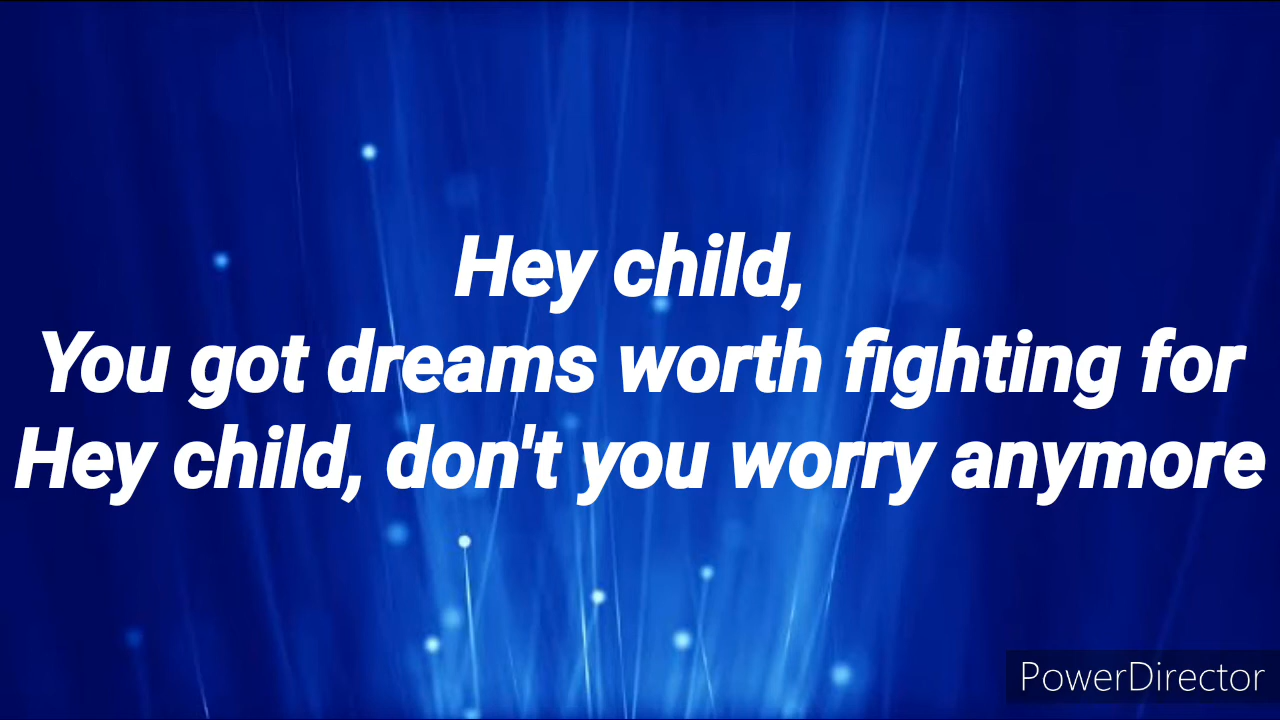 Hey child,
You got dreams worth fighting for
Hey child, don't you worry anymore
PowerDirector